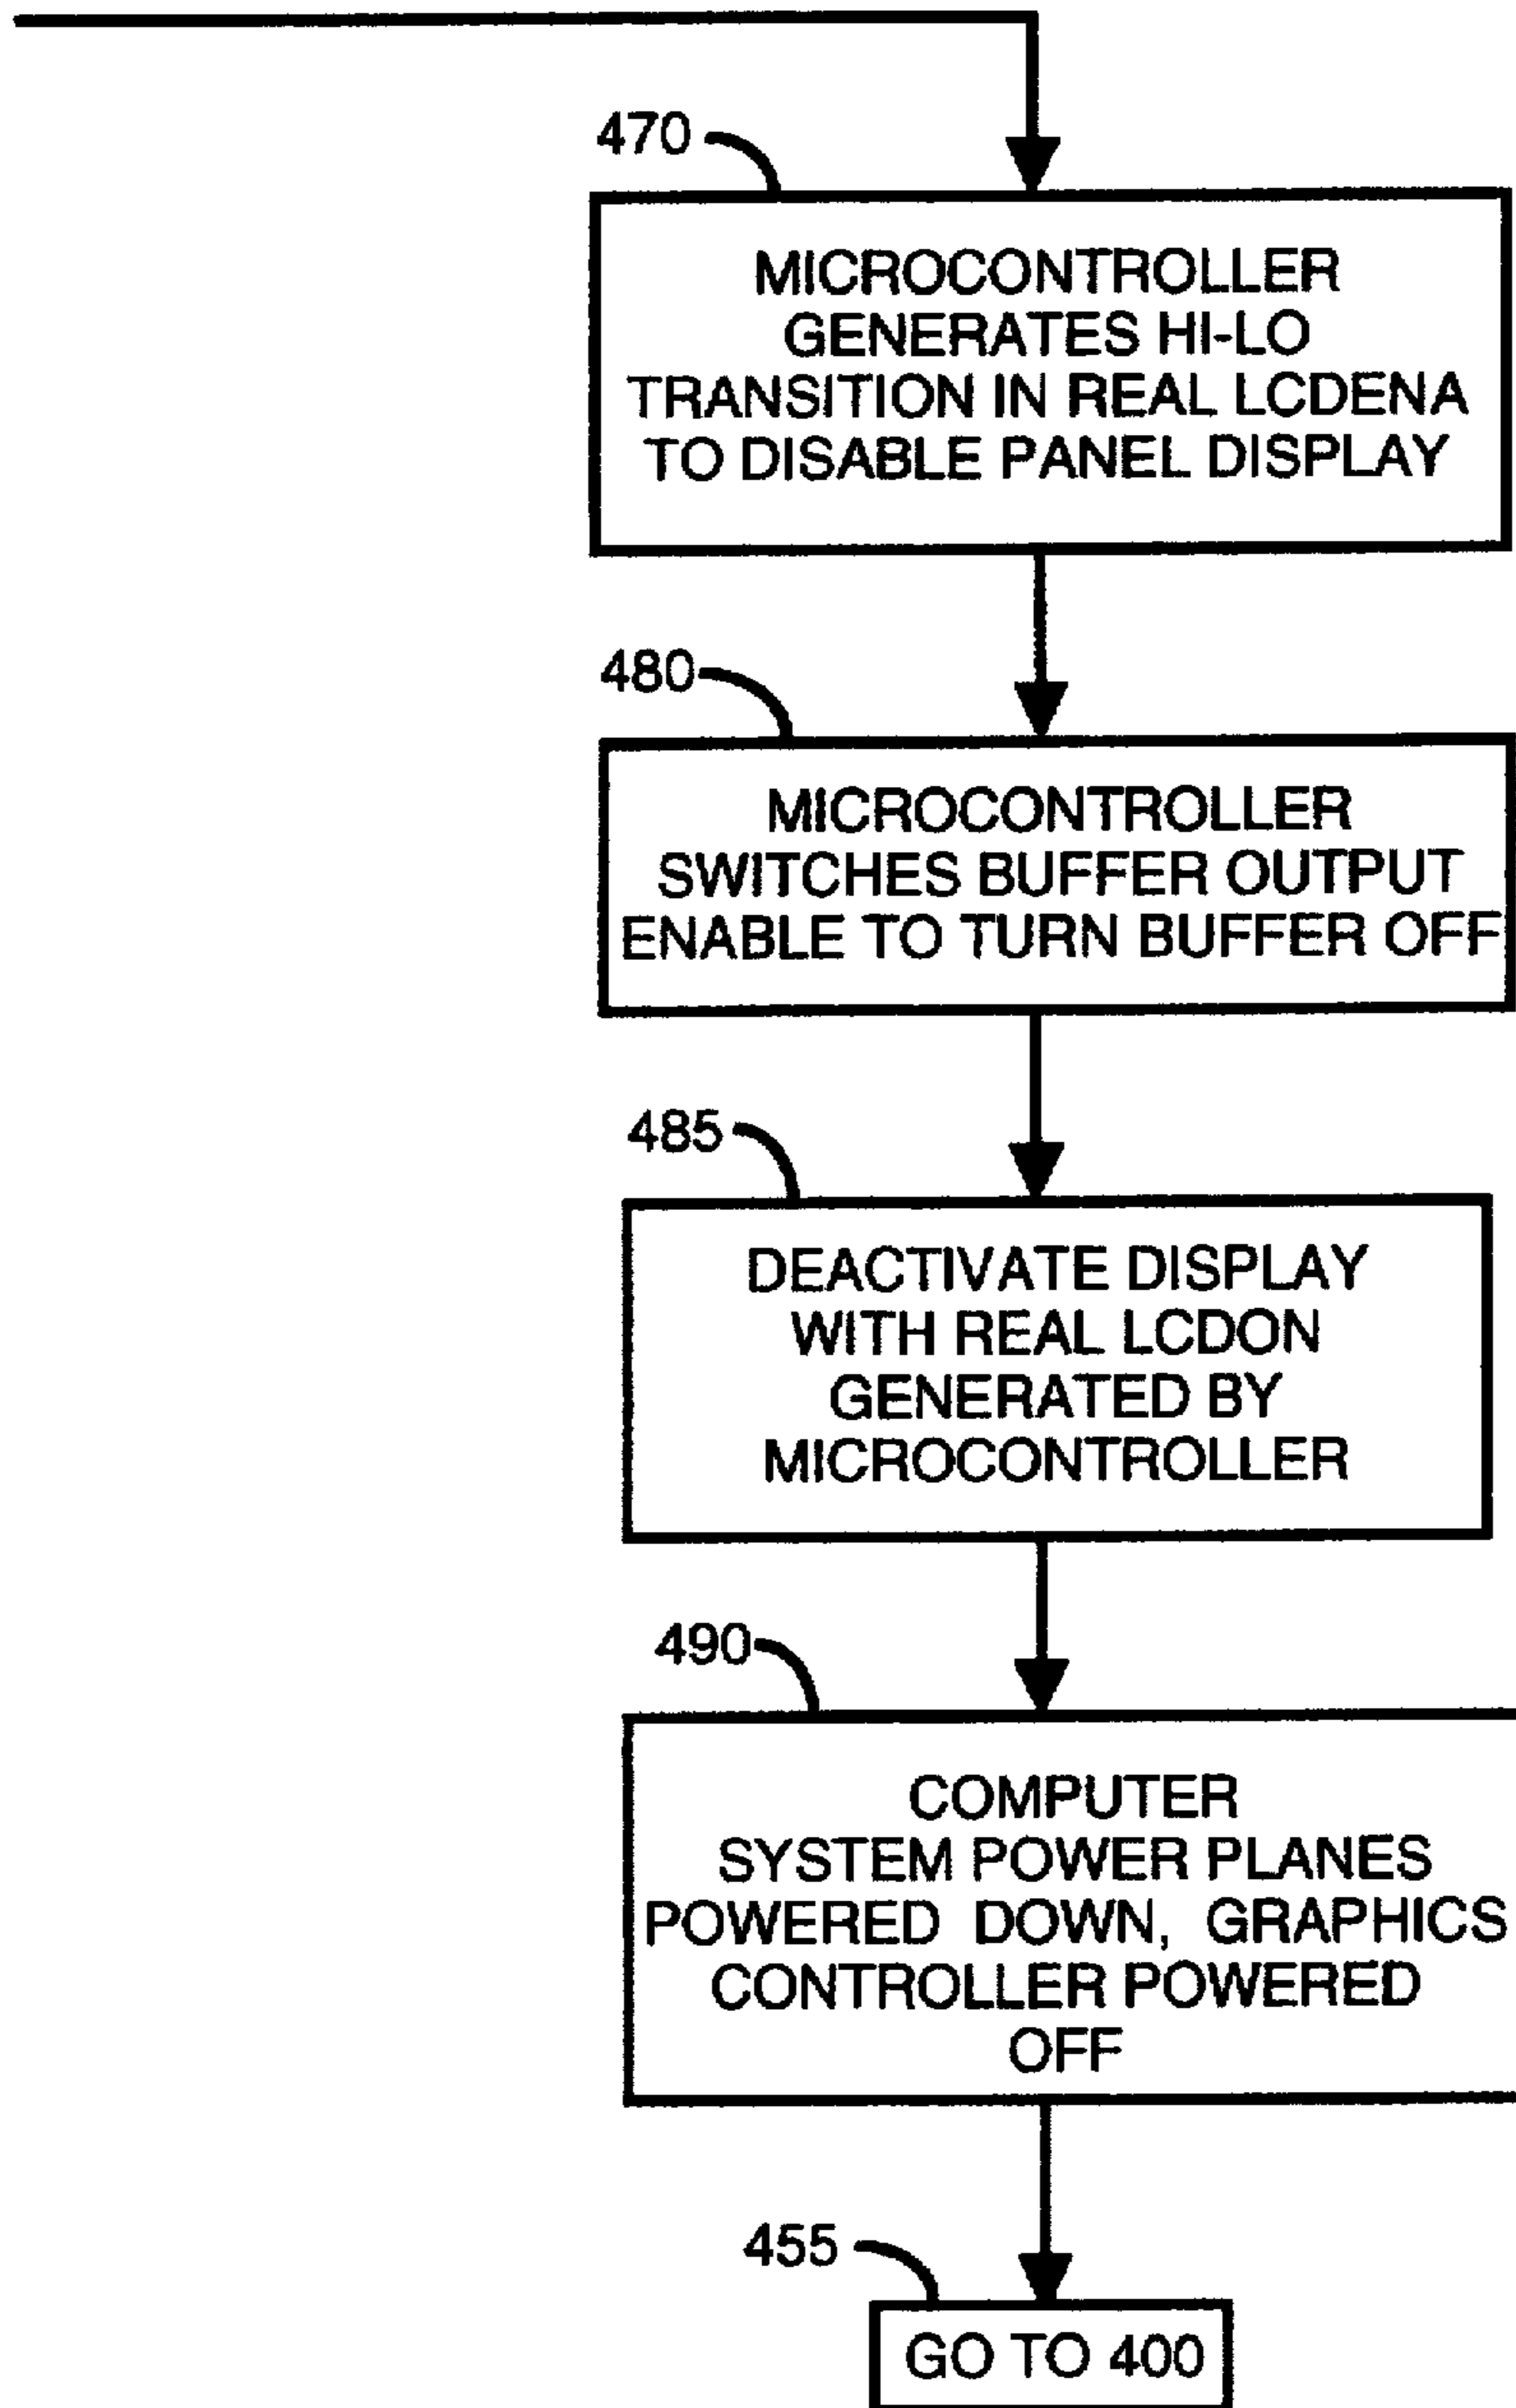 470
MICROCONTROLLER
GENERATES HI-LO
TRANSITION IN REAL LCDENA
TO DISABLE PANEL DISPLAY
480
MICROCONTROLLER
SWITCHES BUFFER OUTPUT
ENABLE TO TURN BUFFER OFF
485
DEACTIVATE DISPLAY
WITH REAL LCDON
GENERATED BY
MICROCONTROLLER
490
COMPUTER
SYSTEM POWER PLANES
POWERED DOWN, GRAPHICS
CONTROLLER POWERED
OFF
455
GO TO 400